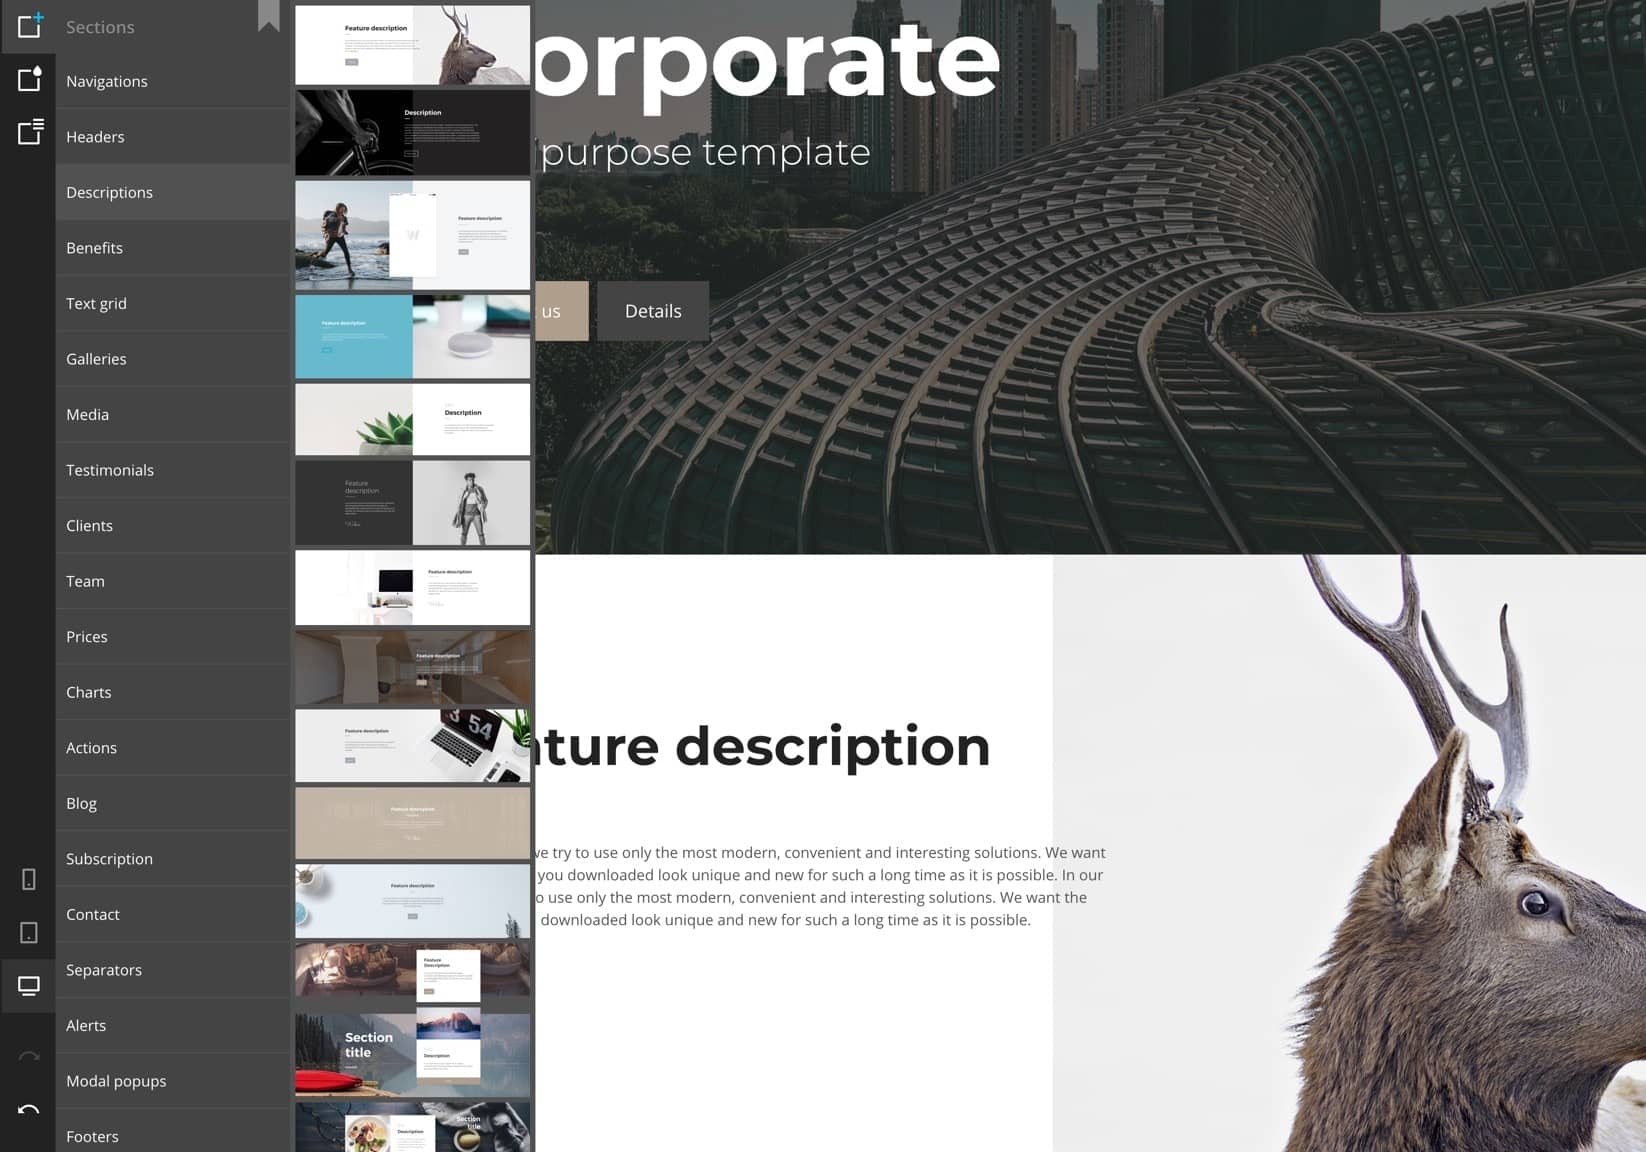 Sections
Navigations
Headers
Descriptions
Benefits
Text grid
Galleries
Media
Testimonials
Clients
Team
Prices
Charts
Actions
Blog
Subscription
Contact
Separators
Alerts
Modal popups
Footers
Feature description
Description
Feature description
W
Feature description
Description
Feature
description
Feature description
Feature description
3 54
Feature description
Feature description
Feature description
Feature
Description
Section
title
Description
Section
title
Description
orporate
purpose template
us
Details
ture description
we try to use only the most modern, convenient and interesting solutions. We want
you downloaded look unique and new for such a long time as it is possible. In our
o use only the most modern, convenient and interesting solutions. We want the
downloaded look unique and new for such a long time as it is possible.